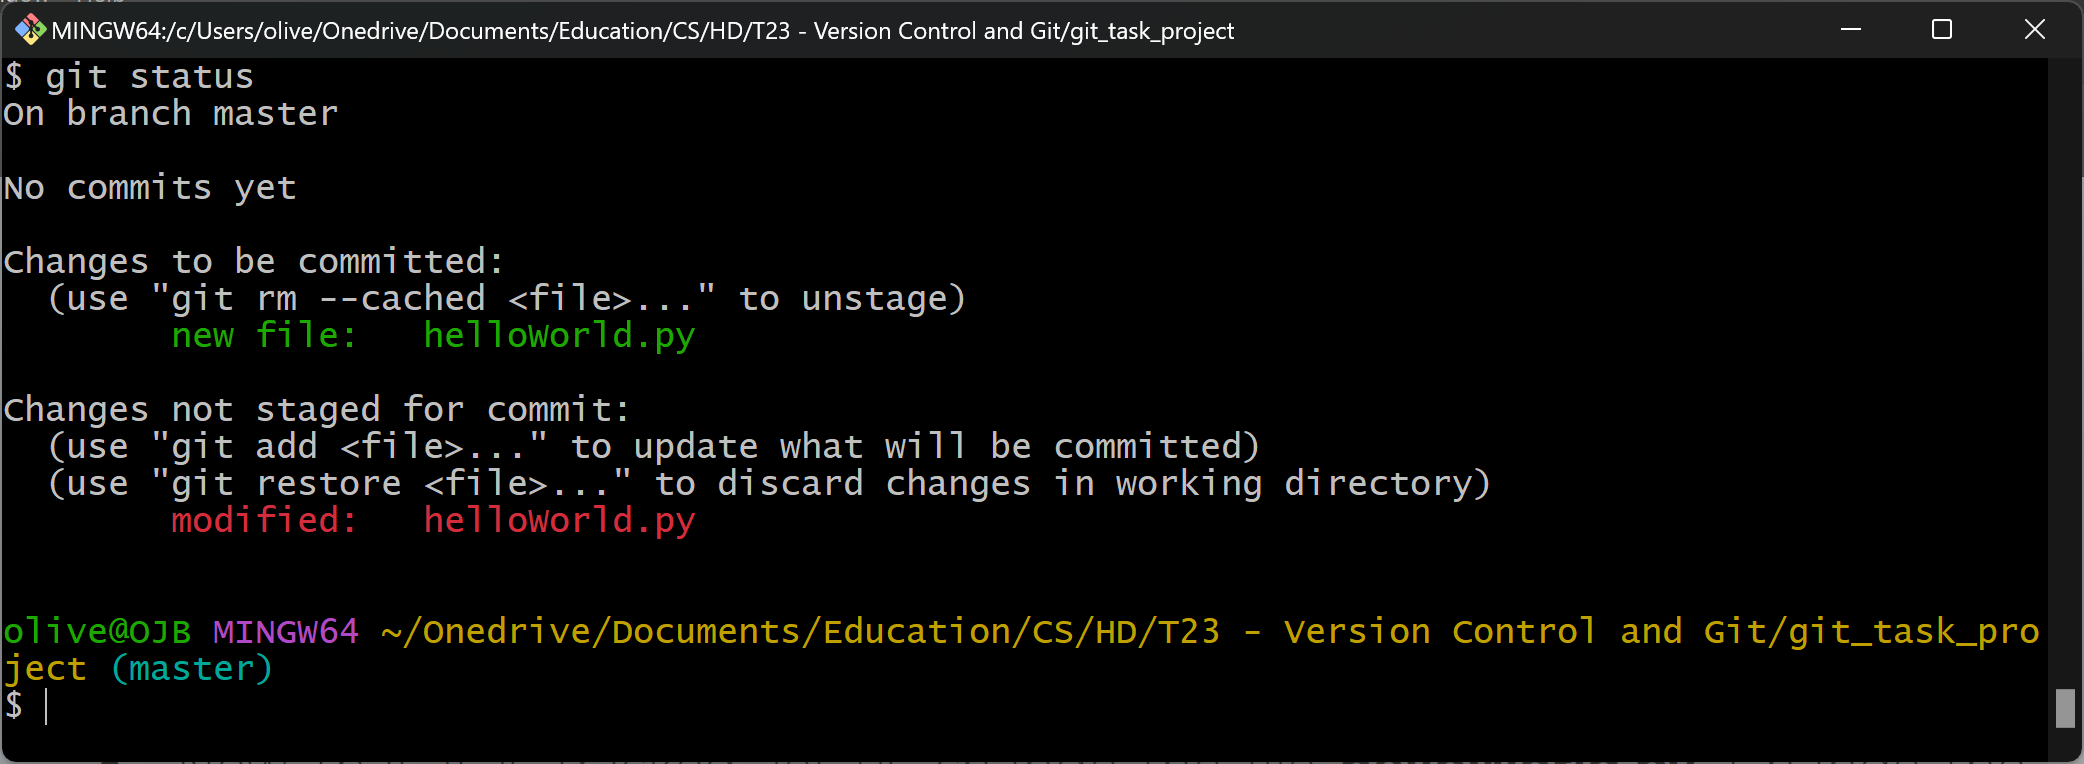 MINGW64:/c/Users/olive/Onedrive/Documents/Education/CS/HD/T23 - Version Control and Git/git_task_project
$ git status
On branch master
No commits yet
Changes to be committed:
  (use "git rm --cached <file>..." to unstage)
        new file:   helloWorld.py
Changes not staged for commit:
  (use "git add <file>..." to update what will be committed)
  (use "git restore <file>..." to discard changes in working directory)
        modified:   helloWorld.py
olive@OJB MINGW64 ~/Onedrive/Documents/Education/CS/HD/T23 - Version Control and Git/git_task_pro
ject (master)
$